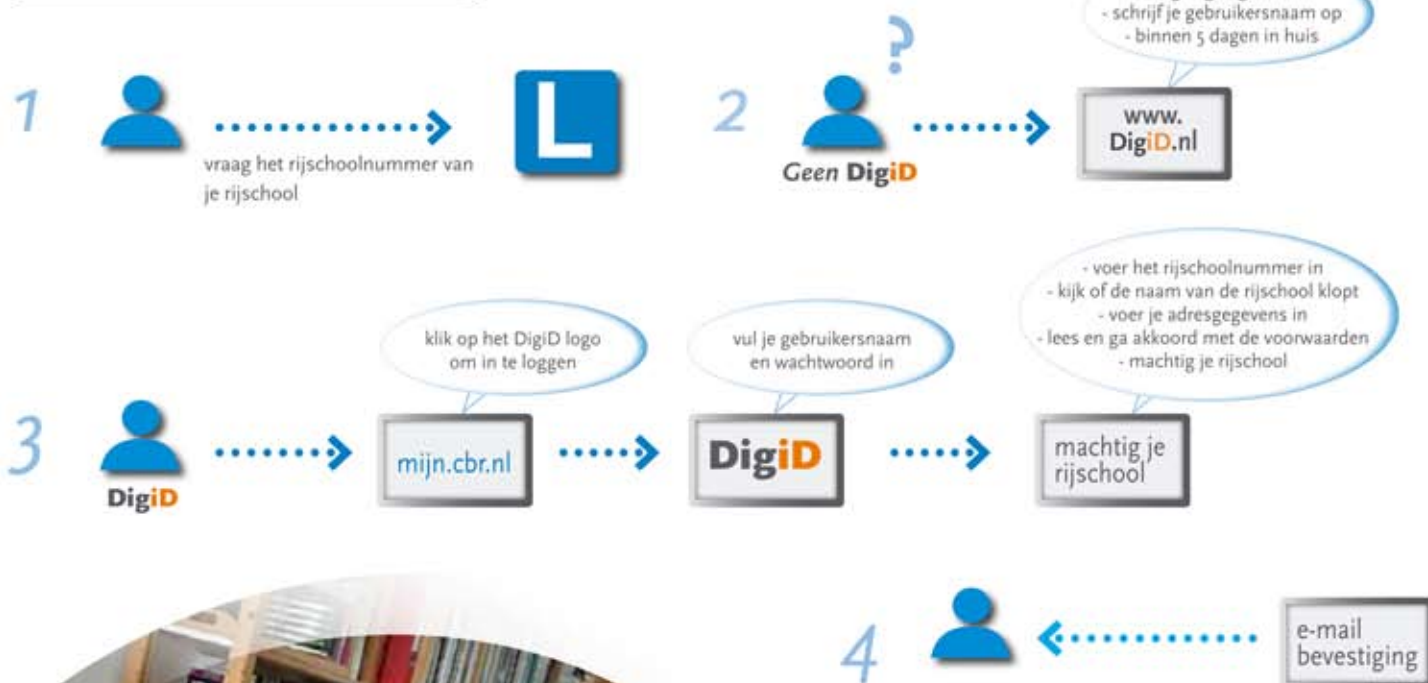 - schrijf je gebruikersnaam op
- binnen 5 dagen in huis
1
vraag het rijschoolnummer van
je rijschool
L
2
?
Geen DigiD
www.
DigiD.nl
- voer het rijschoolnummer in
- kijk of de naam van de rijschool klopt
- voer je adresgegevens in
- lees en ga akkoord met de voorwaarden
- machtig je rijschool
klik op het DigiD logo
om in te loggen
vul je gebruikersnaam
en wachtwoord in
3
DigiD
mijn.cbr.nl
DigiD
machtig je
rijschool
4
e-mail
bevestiging